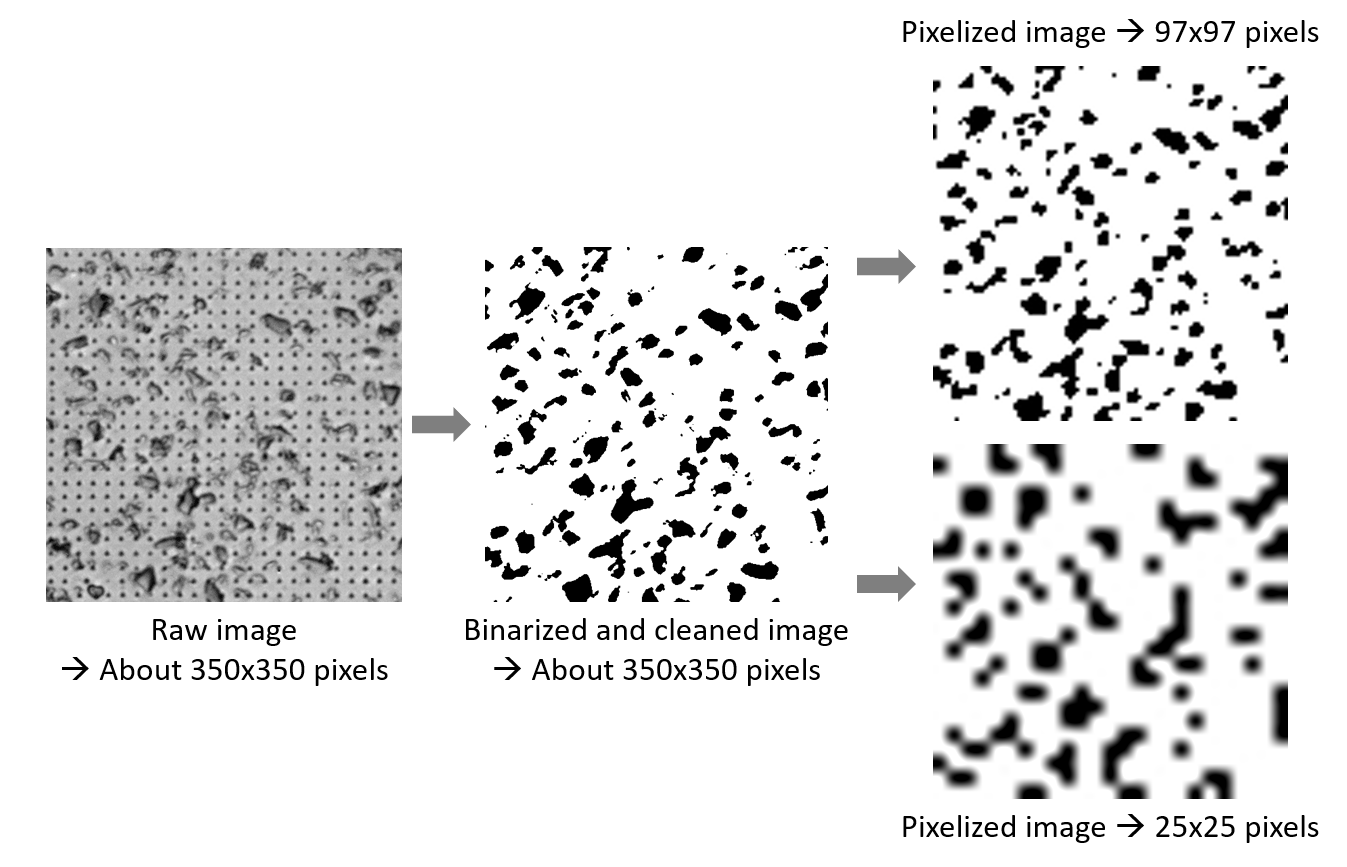 Pixelized image → 97x97 pixels
Raw image
→ About 350x350 pixels
Binarized and cleaned image
→ About 350x350 pixels
Pixelized image → 25x25 pixels